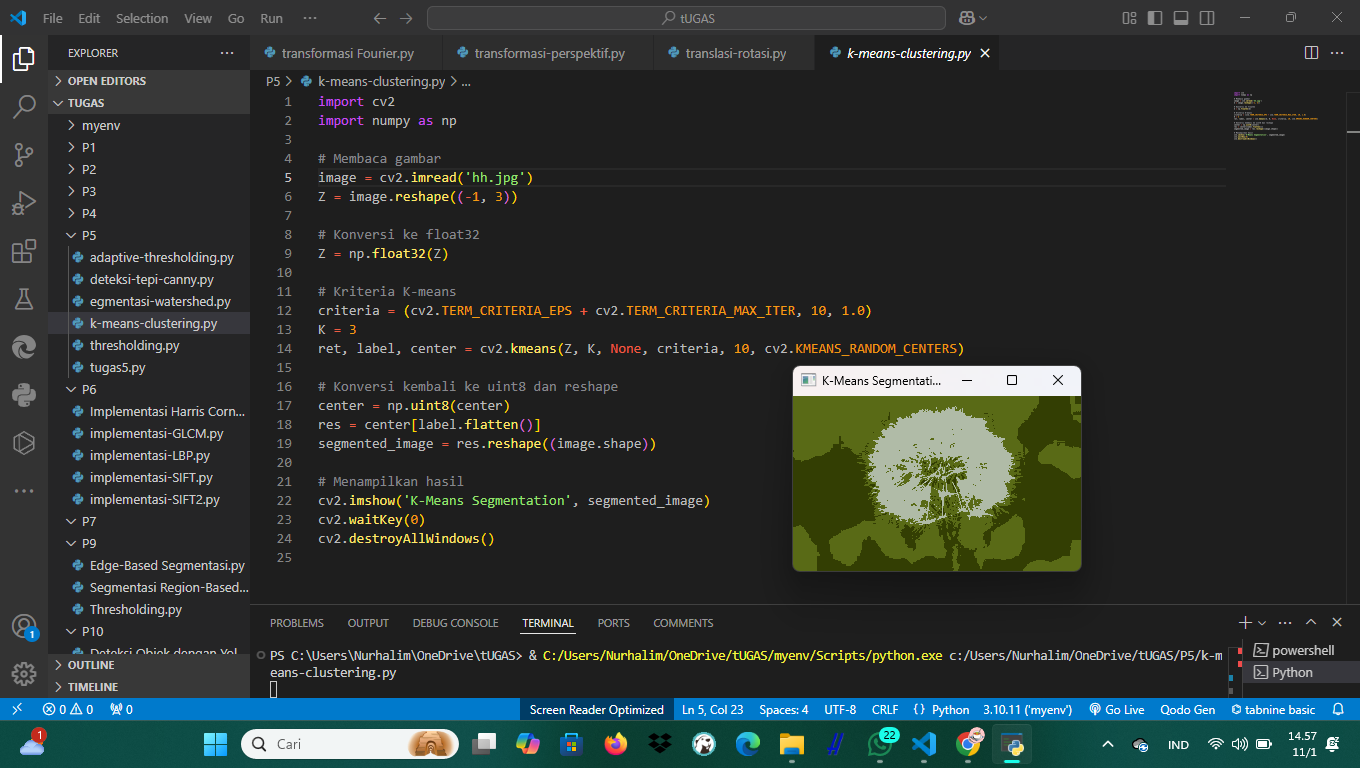 File Edit Selection View Go Run ··· tUGAS
EXPLORER ···
OPEN EDITORS
TUGAS
myenv
P1
P2
P3
P4
P5
adaptive-thresholding.py
deteksi-tepi-canny.py
egmentasi-watershed.py
k-means-clustering.py
thresholding.py
tugas5.py
P6
Implementasi Harris Corn...
implementasi-GLCM.py
implementasi-LBP.py
implementasi-SIFT.py
implementasi-SIFT2.py
P7
P9
Edge-Based Segmentasi.py
Segmentasi Region-Based...
Thresholding.py
P10
Deteksi Objek dengan Yol...
OUTLINE
TIMELINE
transformasi Fourier.py transformasi-perspektif.py translasi-rotasi.py k-means-clustering.py
P5 > k-means-clustering.py > ...
1 import cv2
2 import numpy as np
3
4 # Membaca gambar
5 image = cv2.imread('hh.jpg')
6 Z = image.reshape((-1, 3))
7
8 # Konversi ke float32
9 Z = np.float32(Z)
10
11 # Kriteria K-means
12 criteria = (cv2.TERM_CRITERIA_EPS + cv2.TERM_CRITERIA_MAX_ITER, 10, 1.0)
13 K = 3
14 ret, label, center = cv2.kmeans(Z, K, None, criteria, 10, cv2.KMEANS_RANDOM_CENTERS)
15
16 # Konversi kembali ke uint8 dan reshape
17 center = np.uint8(center)
18 res = center[label.flatten()]
19 segmented_image = res.reshape((image.shape))
20
21 # Menampilkan hasil
22 cv2.imshow('K-Means Segmentation', segmented_image)
23 cv2.waitKey(0)
24 cv2.destroyAllWindows()
25
K-Means Segmentati...
PROBLEMS OUTPUT DEBUG CONSOLE TERMINAL PORTS COMMENTS
PS C:\Users\Nurhalim\OneDrive\tUGAS> & C:/Users/Nurhalim/OneDrive/tUGAS/myenv/Scripts/python.exe c:/Users/Nurhalim/OneDrive/tUGAS/P5/k-m
eans-clustering.py
powershell
Python
1
0 0 0 Screen Reader Optimized Ln 5, Col 23 Spaces: 4 UTF-8 CRLF {} Python 3.10.11 ('myenv') Go Live Qodo Gen tabnine basic
1 Cari 22 IND 14.57
11/1